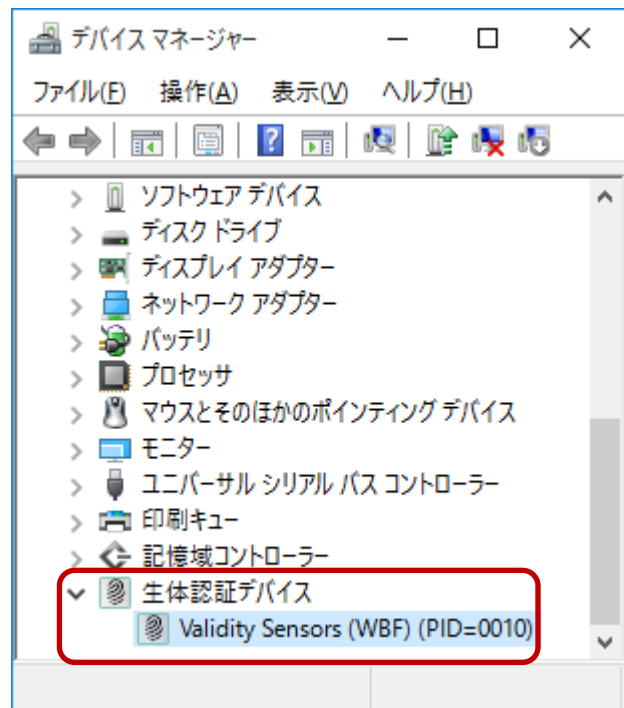 デバイス マネージャー
ファイル(F) 操作(A) 表示(V) ヘルプ(H)
ソフトウェア デバイス
ディスク ドライブ
ディスプレイ アダプター
ネットワーク アダプター
バッテリ
プロセッサ
マウスとそのほかのポインティング デバイス
モニター
ユニバーサル シリアル バス コントローラー
印刷キュー
記憶域コントローラー
生体認証デバイス
Validity Sensors (WBF) (PID=0010)